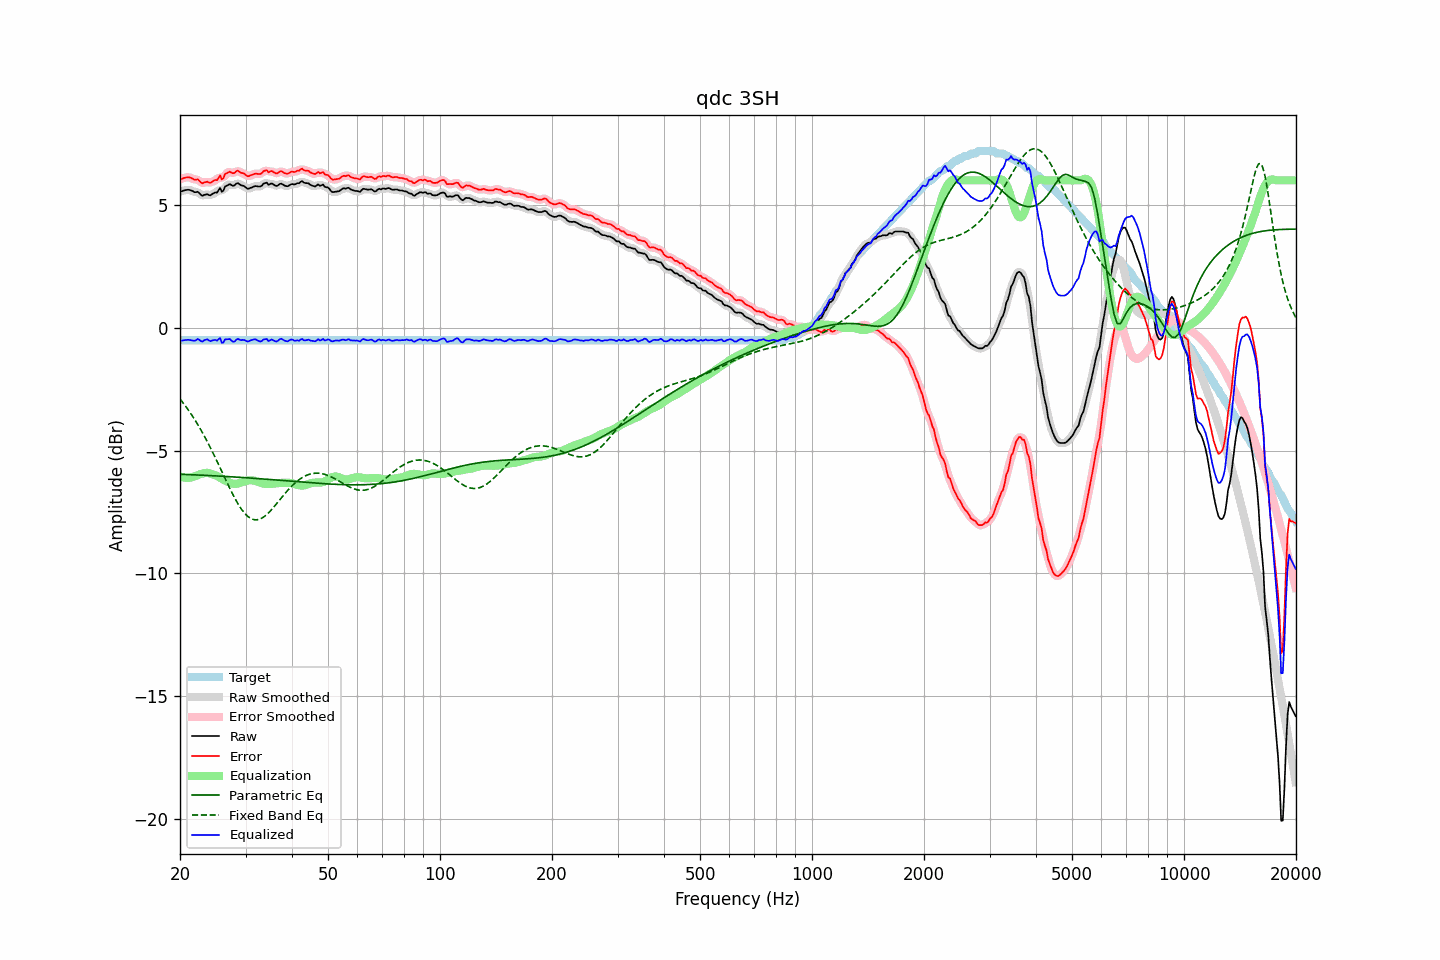 qdc 3SH
Amplitude (dBr)
5
0
−5
−10
−15
−20
Target
Raw Smoothed
Error Smoothed
Raw
Error
Equalization
Parametric Eq
Fixed Band Eq
Equalized
20 50 100 200 500 1000 2000 5000 10000 20000
Frequency (Hz)